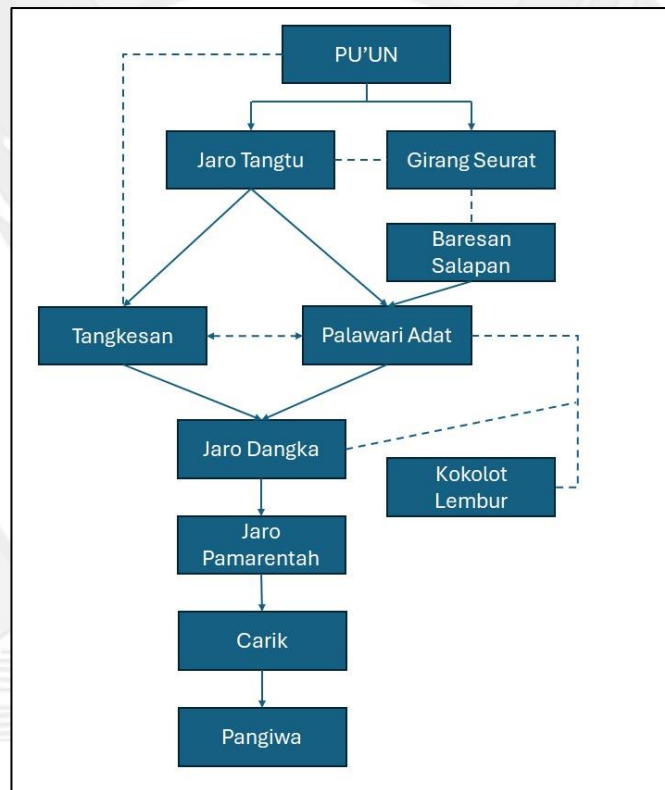 PU’UN
Jaro Tangtu
Girang Seurat
Baresan
Salapan
Tangkesan
Palawari Adat
Jaro Dangka
Kokolot
Lembur
Jaro
Pamarentah
Carik
Pangiwa